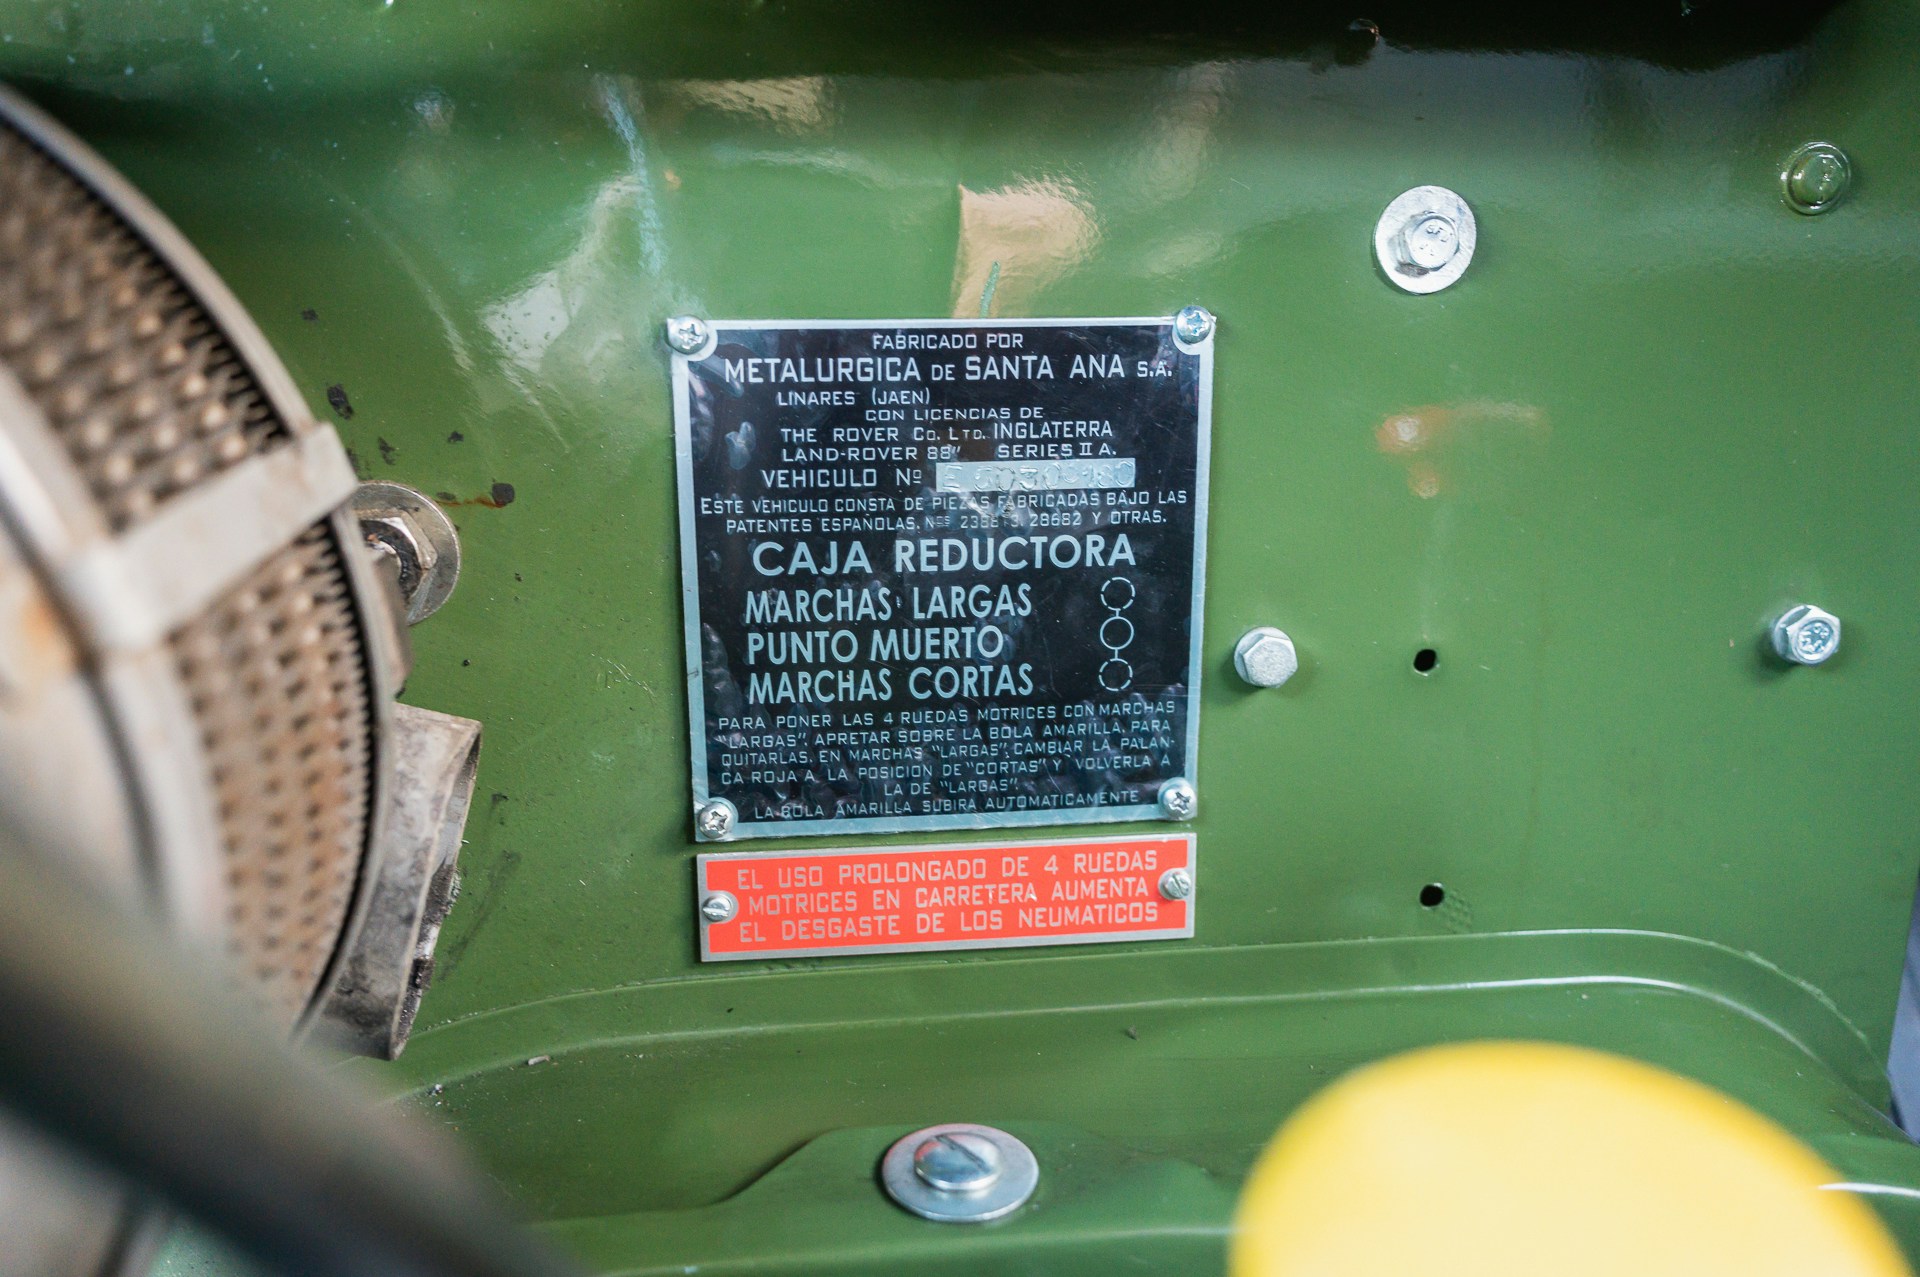 FABRICADO POR
METALURGICA DE SANTA ANA S.A.
LINARES (JAEN)
CON LICENCIAS DE
THE ROVER Co. LTD. INGLATERRA
LAND-ROVER 88" SERIES II A.
VEHICULO Nº
ESTE VEHICULO CONSTA DE PIEZAS FABRICADAS BAJO LAS
PATENTES ESPAÑOLAS. Nos 28682 Y OTRAS.
CAJA REDUCTORA
MARCHAS LARGAS
PUNTO MUERTO
MARCHAS CORTAS
PARA PONER LAS 4 RUEDAS MOTRICES CON MARCHAS
"LARGAS", APRETAR SOBRE LA BOLA AMARILLA, PARA
QUITARLAS, EN MARCHAS "LARGAS", CAMBIAR LA PALAN-
CA ROJA A LA POSICION DE "CORTAS" Y VOLVERLA A
LA DE "LARGAS".
LA BOLA AMARILLA SUBIRA AUTOMATICAMENTE
EL USO PROLONGADO DE 4 RUEDAS
MOTRICES EN CARRETERA AUMENTA
EL DESGASTE DE LOS NEUMATICOS